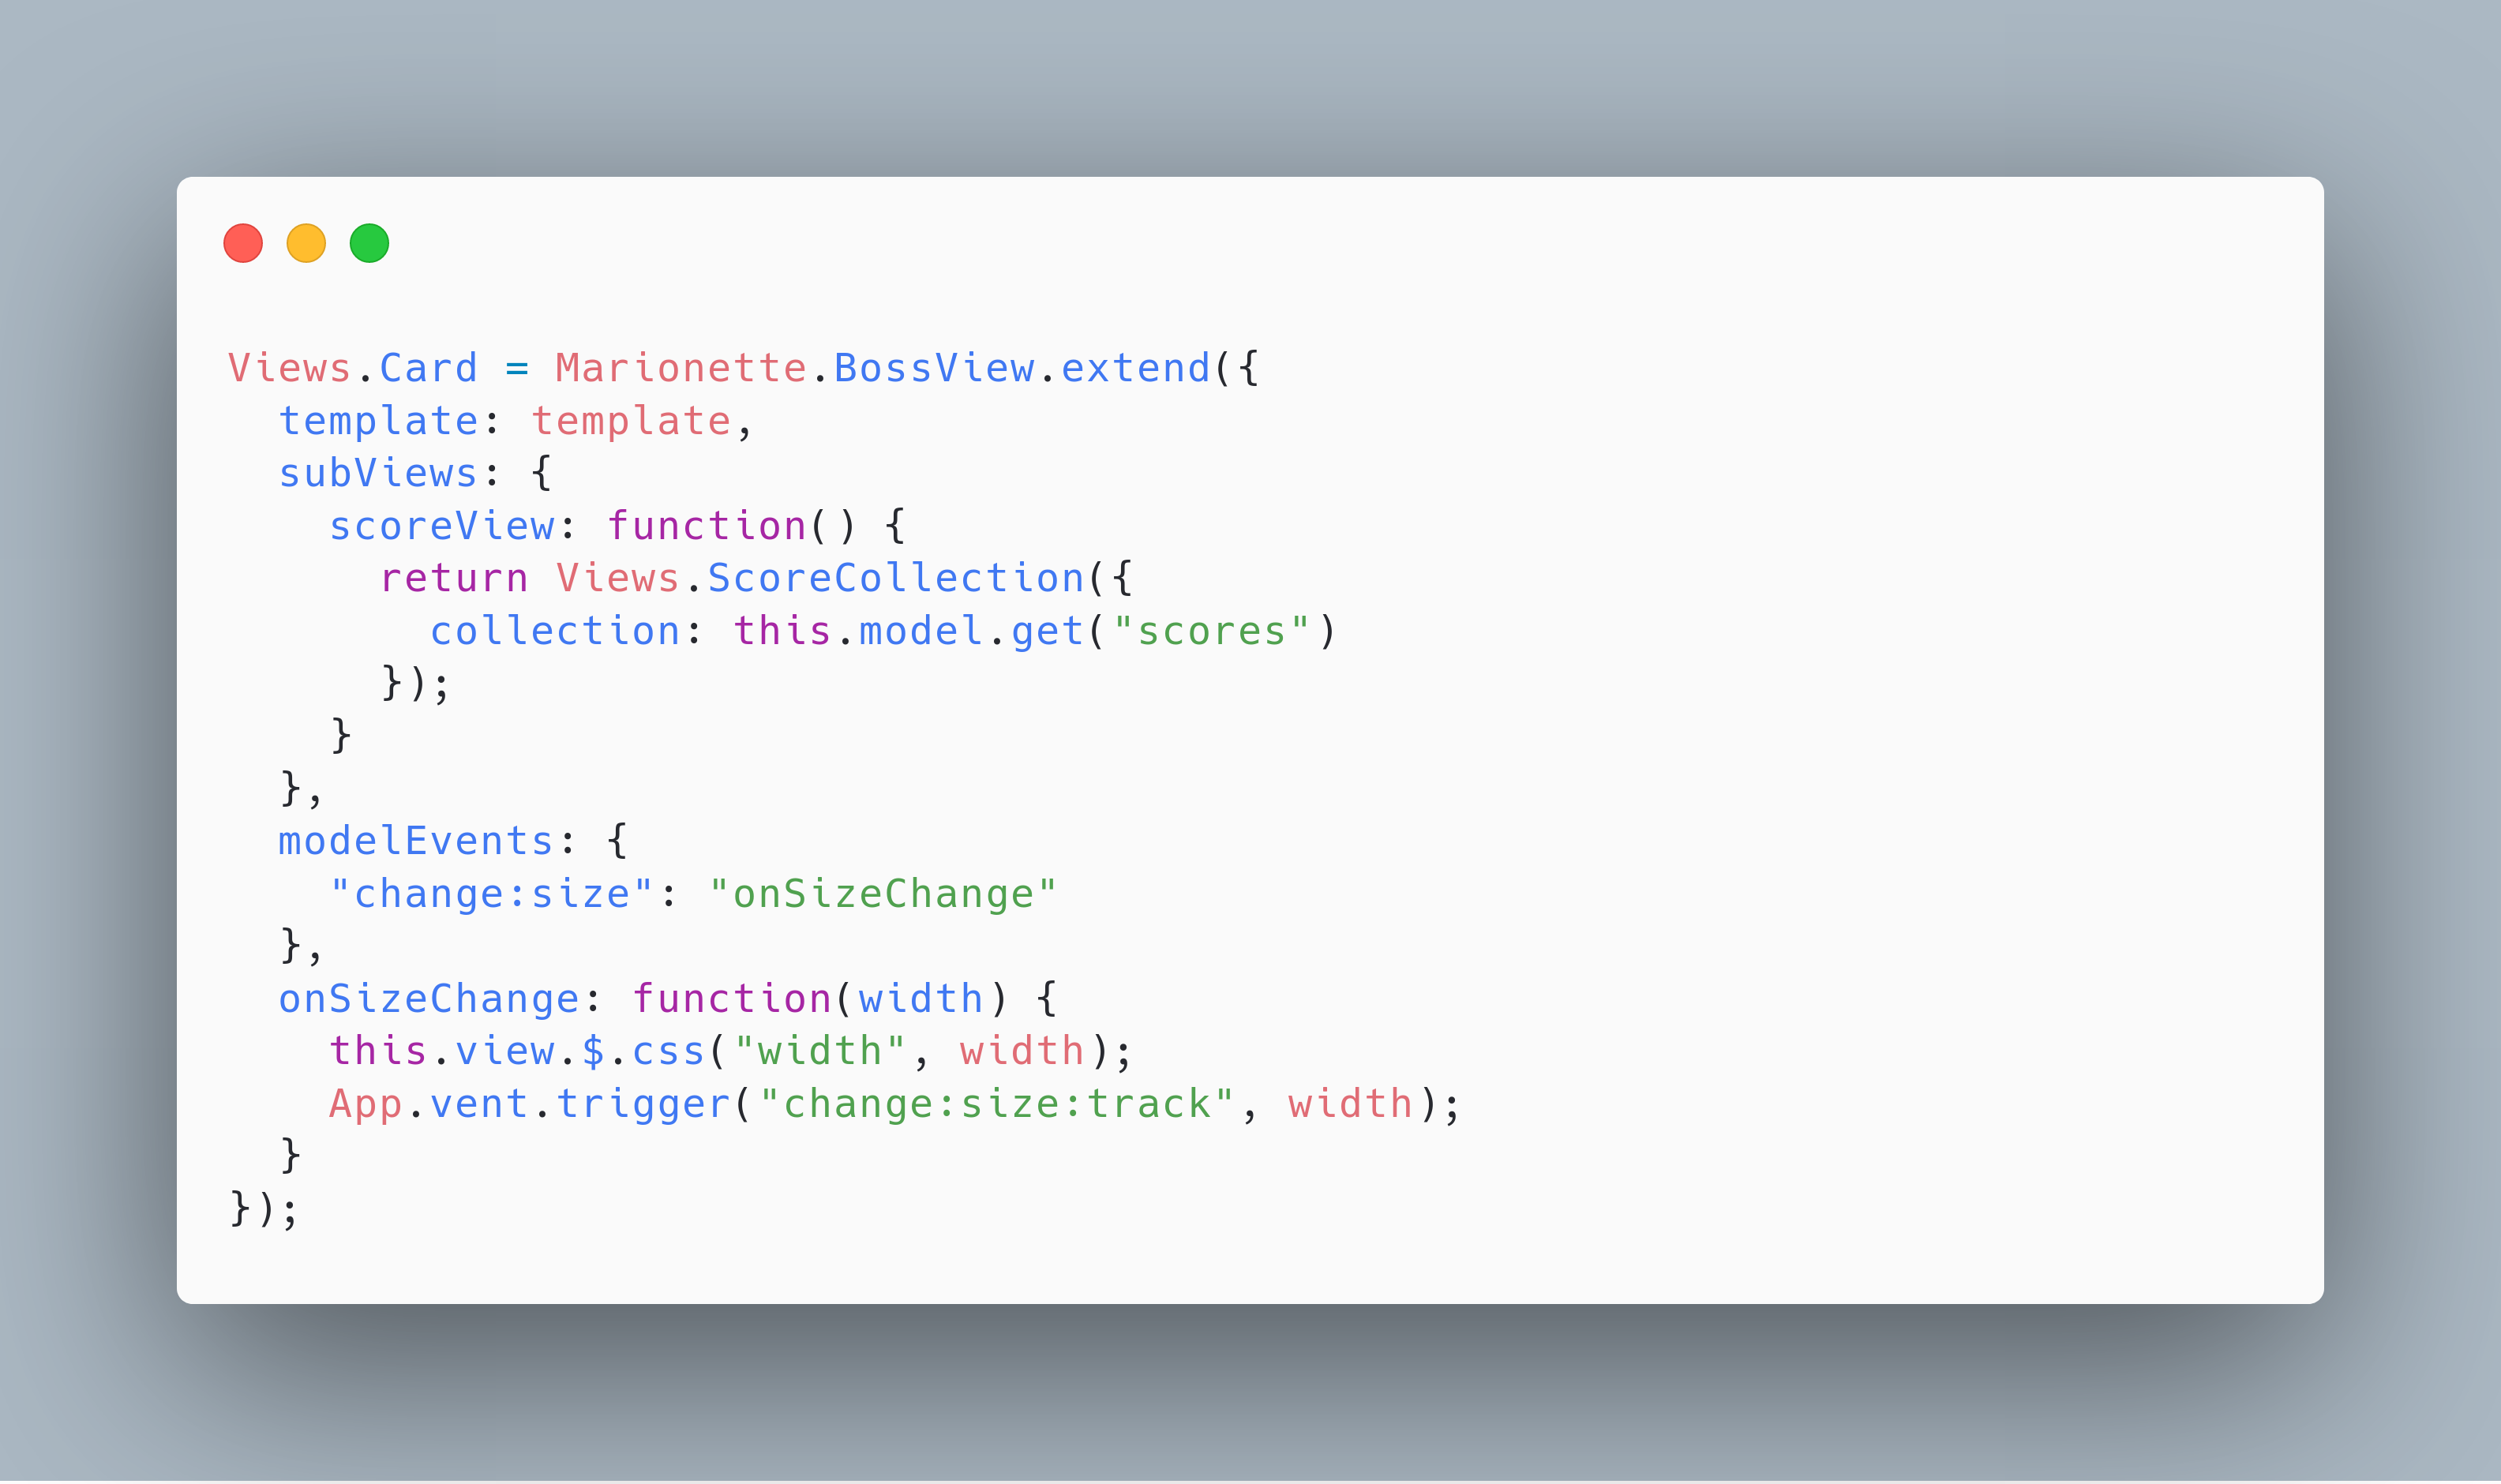 Views.Card = Marionette.BossView.extend({
  template: template,
  subViews: {
    scoreView: function() {
      return Views.ScoreCollection({
        collection: this.model.get("scores")
      });
    }
  },
  modelEvents: {
    "change:size": "onSizeChange"
  },
  onSizeChange: function(width) {
    this.view.$.css("width", width);
    App.vent.trigger("change:size:track", width);
  }
});